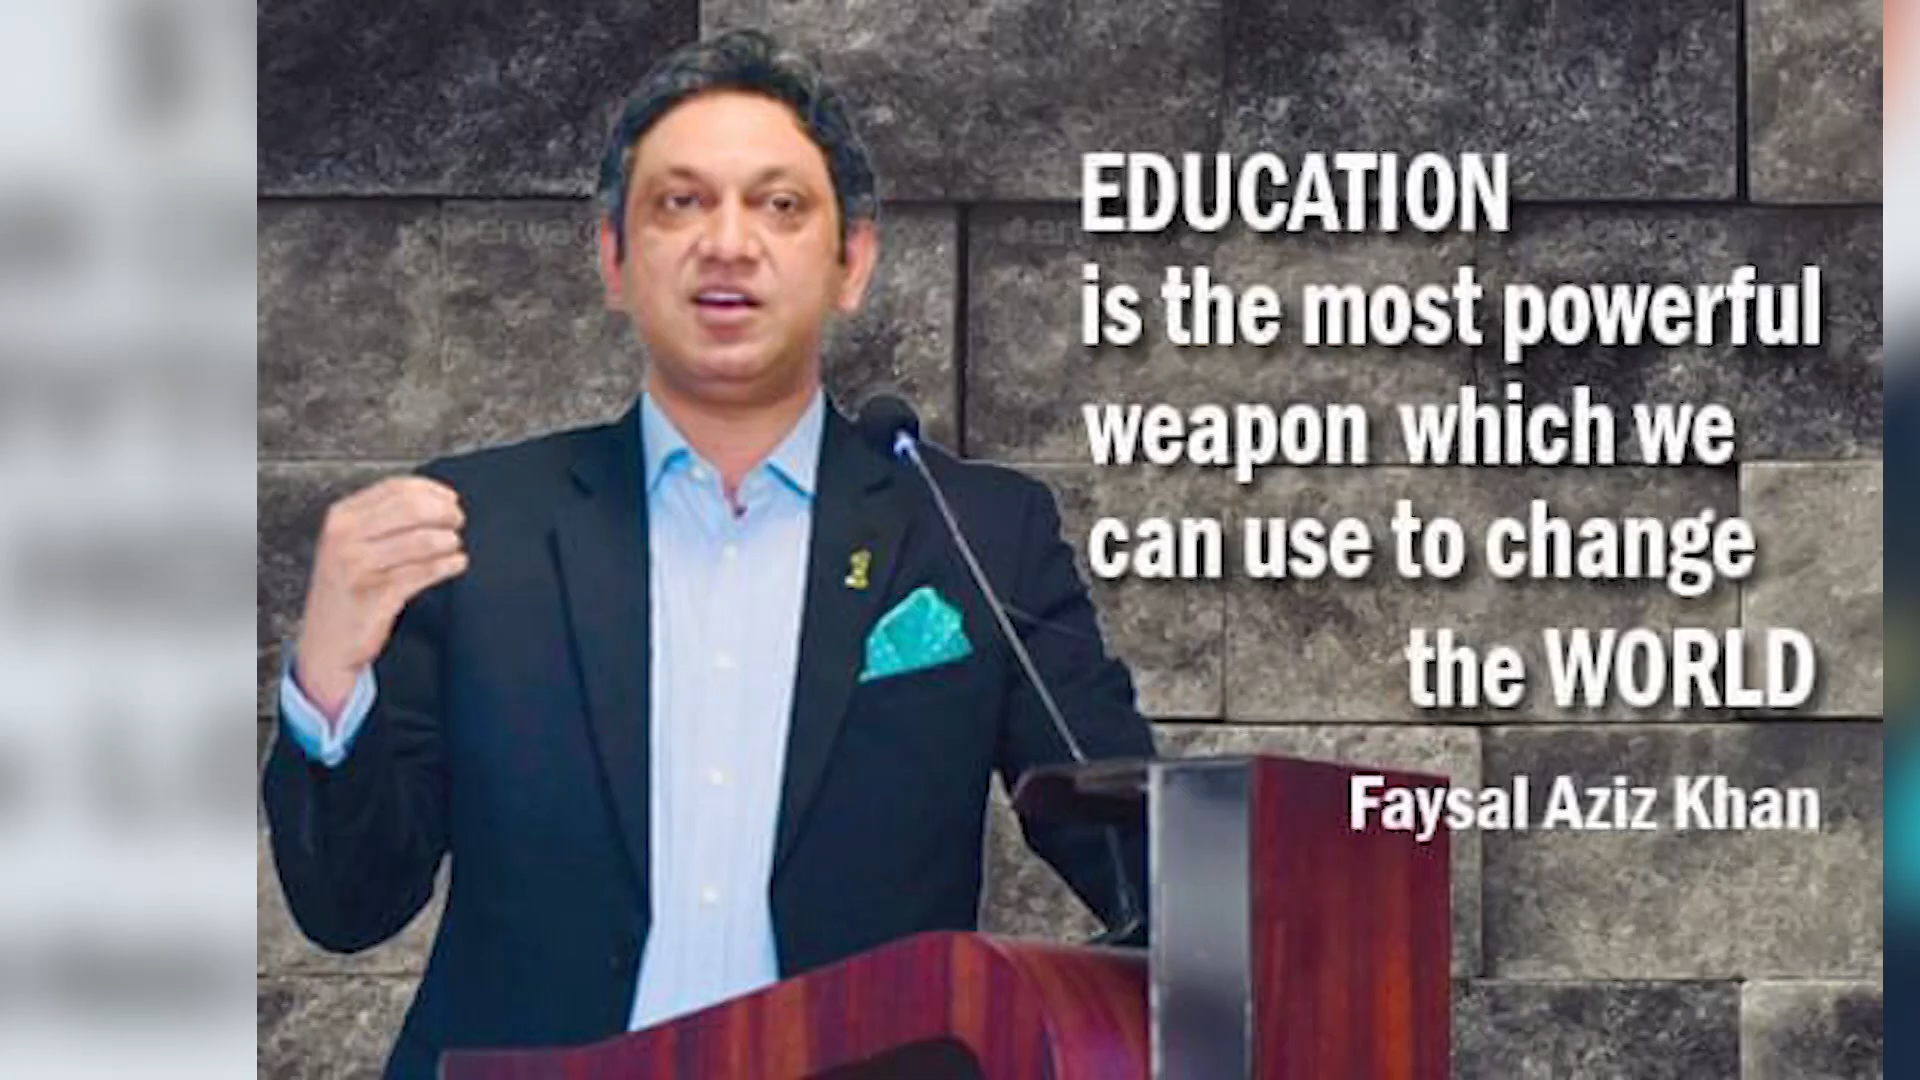 EDUCATION
is the most powerful
weapon which we
can use to change
the WORLD
Faysal Aziz Khan